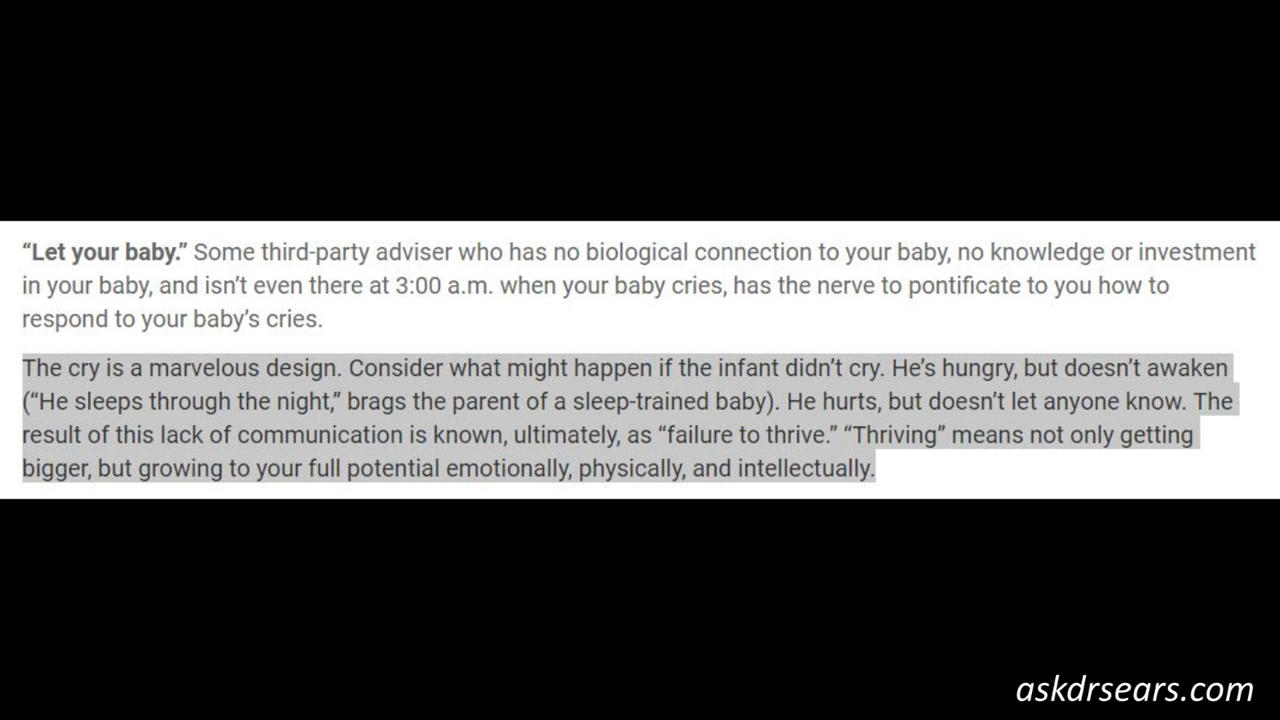 “Let your baby.” Some third-party adviser who has no biological connection to your baby, no knowledge or investment
in your baby, and isn’t even there at 3:00 a.m. when your baby cries, has the nerve to pontificate to you how to
respond to your baby’s cries.
The cry is a marvelous design. Consider what might happen if the infant didn’t cry. He’s hungry, but doesn’t awaken
(“He sleeps through the night,” brags the parent of a sleep-trained baby). He hurts, but doesn’t let anyone know. The
result of this lack of communication is known, ultimately, as “failure to thrive.” “Thriving” means not only getting
bigger, but growing to your full potential emotionally, physically, and intellectually.
askdrsears.com